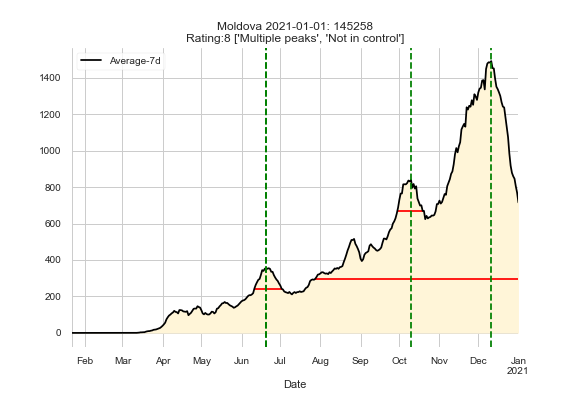 Moldova 2021-01-01: 145258
Rating:8 ['Multiple peaks', 'Not in control']
Average-7d
1400
1200
1000
800
600
400
200
0
Feb Mar Apr May Jun Jul Aug Sep Oct Nov Dec Jan
2021
Date